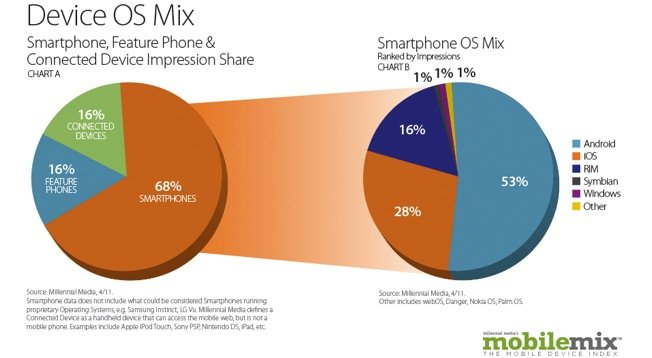 Device OS Mix
Smartphone, Feature Phone &
Connected Device Impression Share
CHART A
Smartphone OS Mix
Ranked by Impressions
CHART B
1% 1% 1%
16%
CONNECTED
DEVICES
16%
FEATURE
PHONES
68%
SMARTPHONES
16%
28%
53%
Android
iOS
RIM
Symbian
Windows
Other
Source: Millennial Media, 4/11.
Smartphone data does not include what could be considered Smartphones running
proprietary Operating Systems, e.g. Samsung Instinct, LG Vu. Millennial Media defines a
Connected Device as a handheld device that can access the mobile web, but is not a
mobile phone. Examples include Apple iPod Touch, Sony PSP, Nintendo DS, iPad, etc.
Source: Millennial Media, 4/11.
Other includes webOS, Danger, Nokia OS, Palm OS.
millennial media's
mobilemix™
THE MOBILE DEVICE INDEX